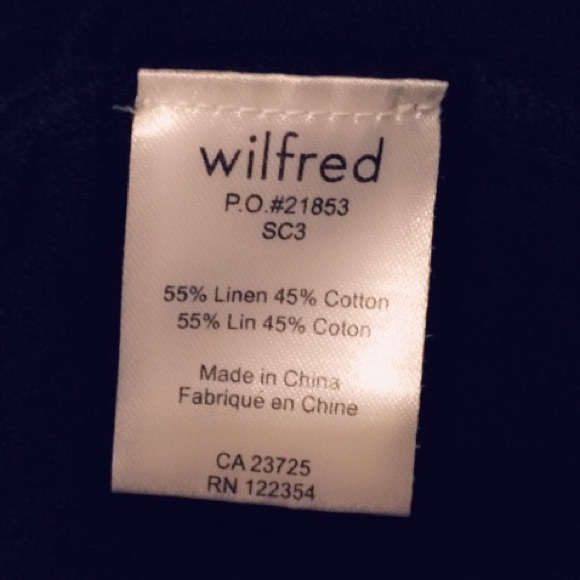 wilfred
P.O.#21853
SC3
55% Linen 45% Cotton
55% Lin 45% Coton
Made in China
Fabriqué en Chine
CA 23725
RN 122354